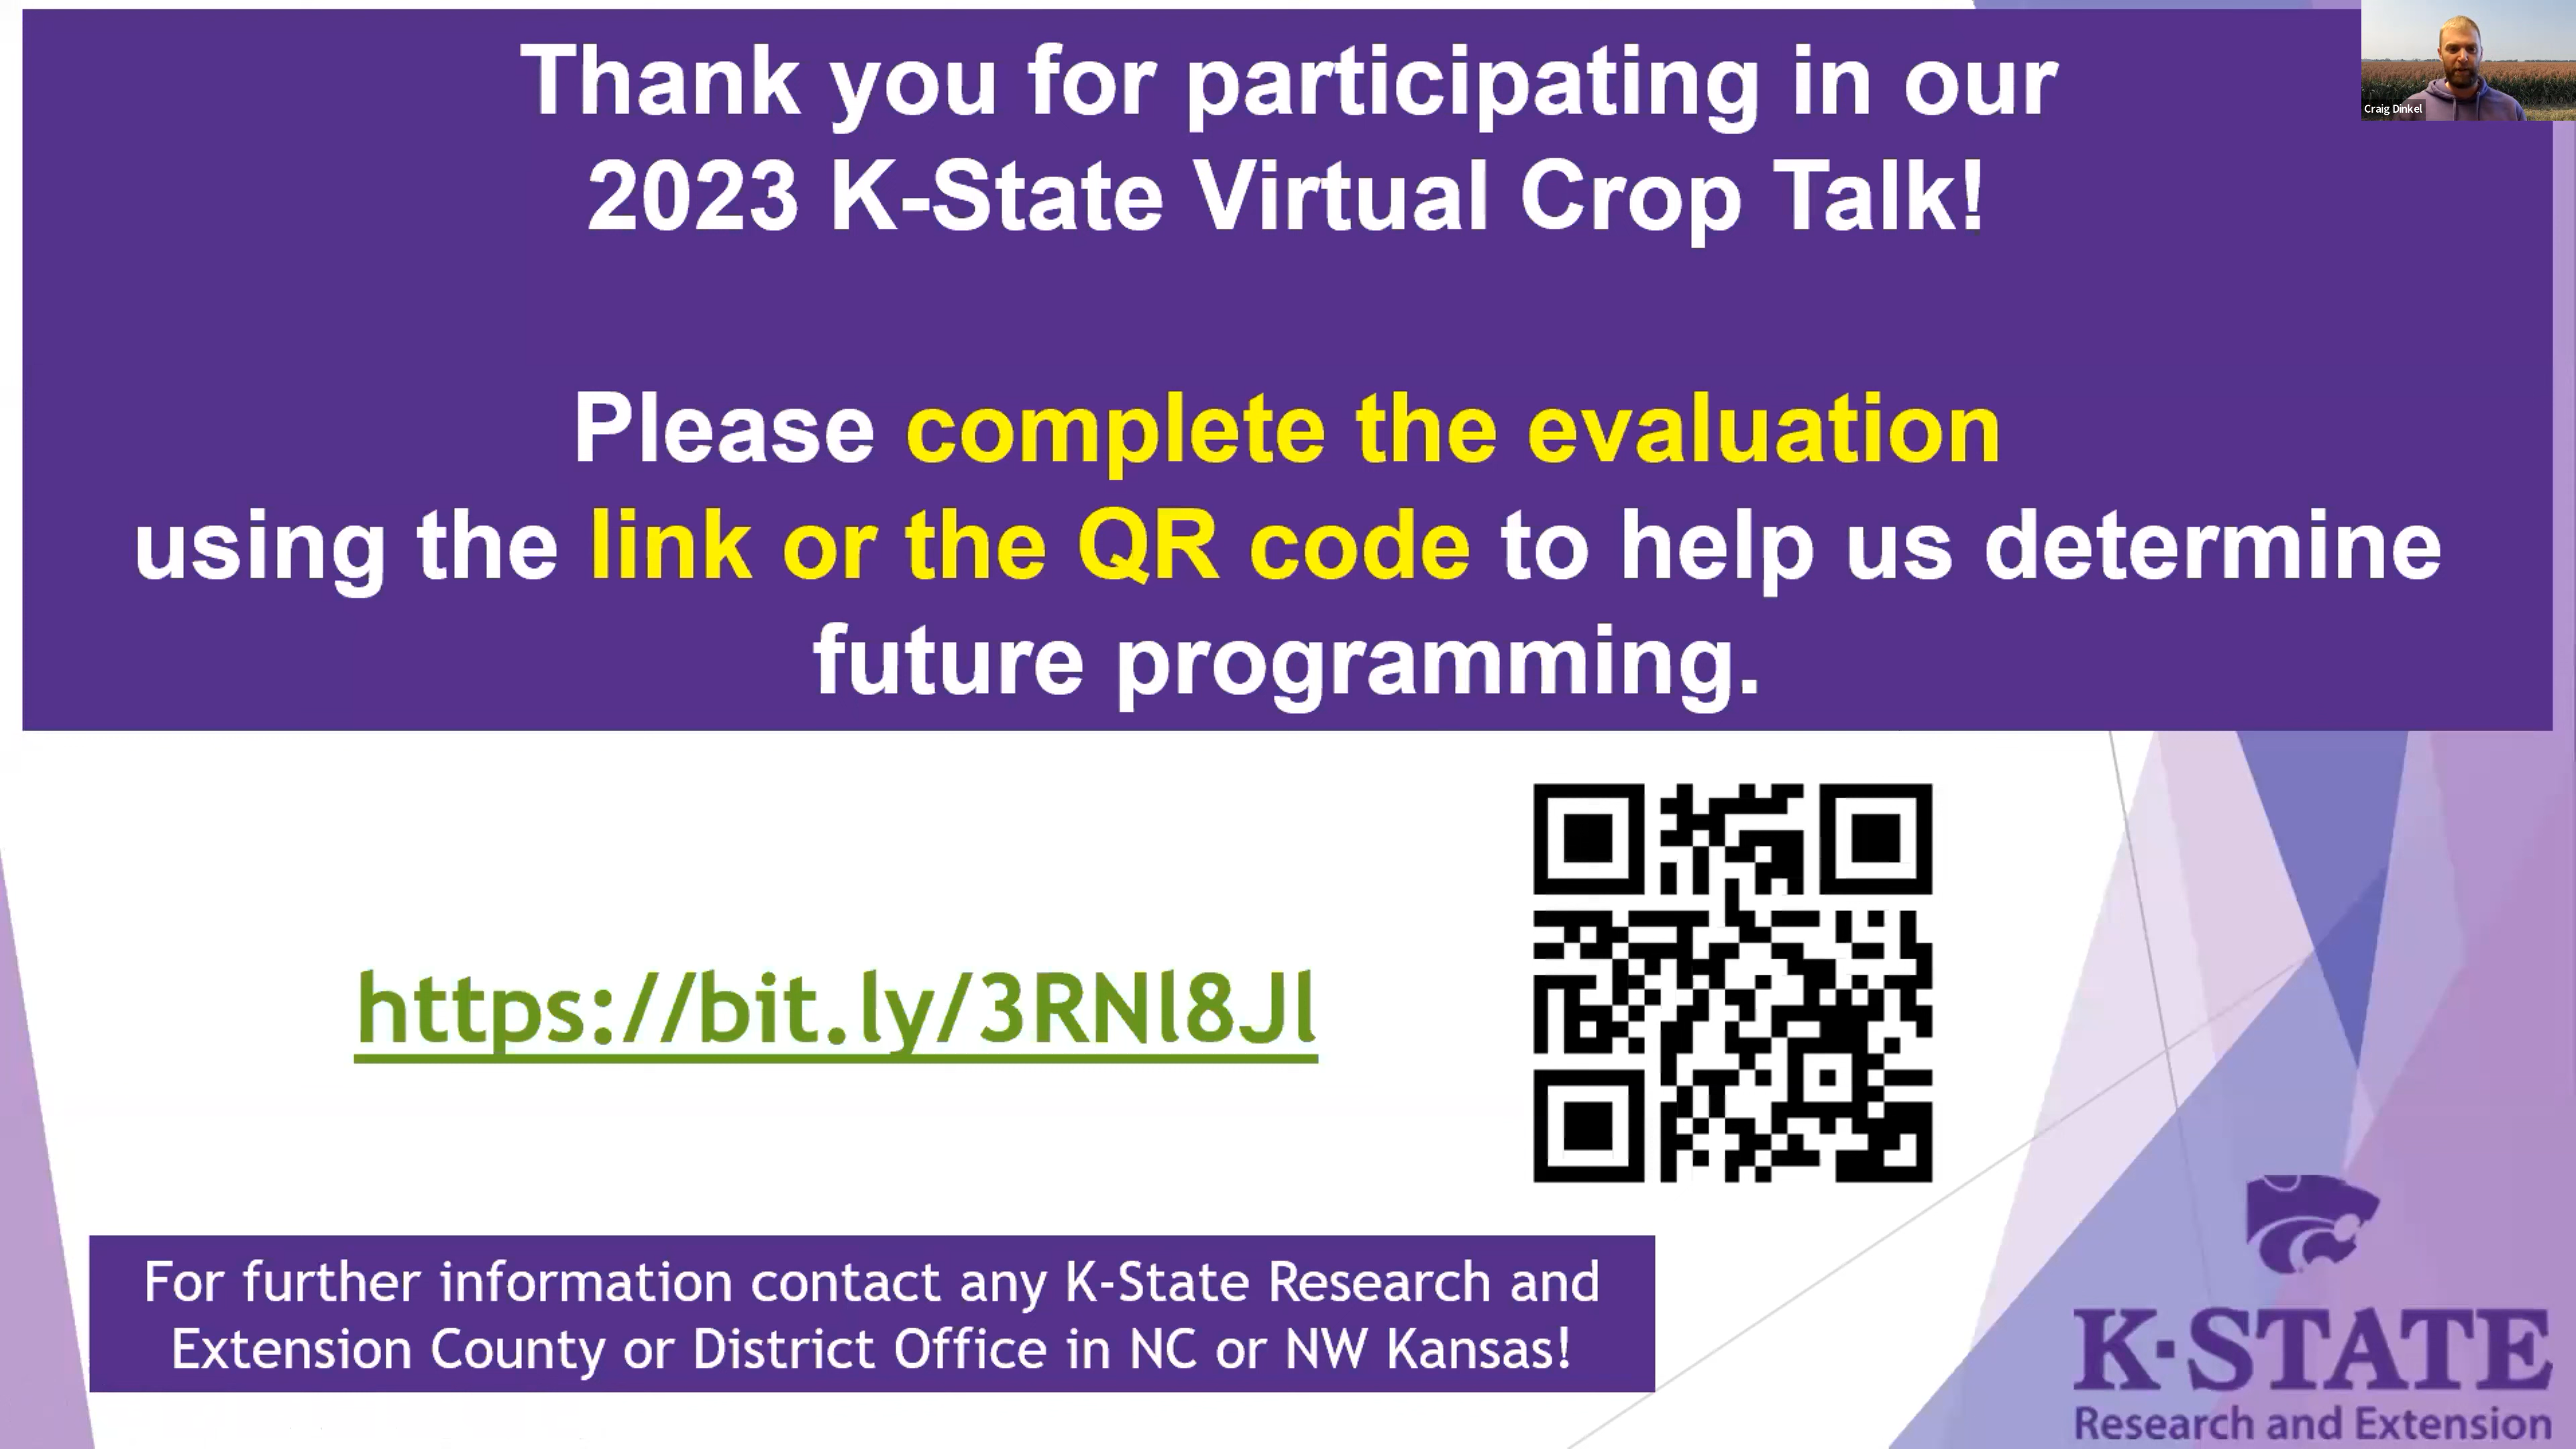 Thank you for participating in our
2023 K-State Virtual Crop Talk!
Craig Dinkel
Please complete the evaluation
using the link or the QR code to help us determine
future programming.
https://bit.ly/3RNl8Jl
For further information contact any K-State Research and
Extension County or District Office in NC or NW Kansas!
K·STATE
Research and Extension